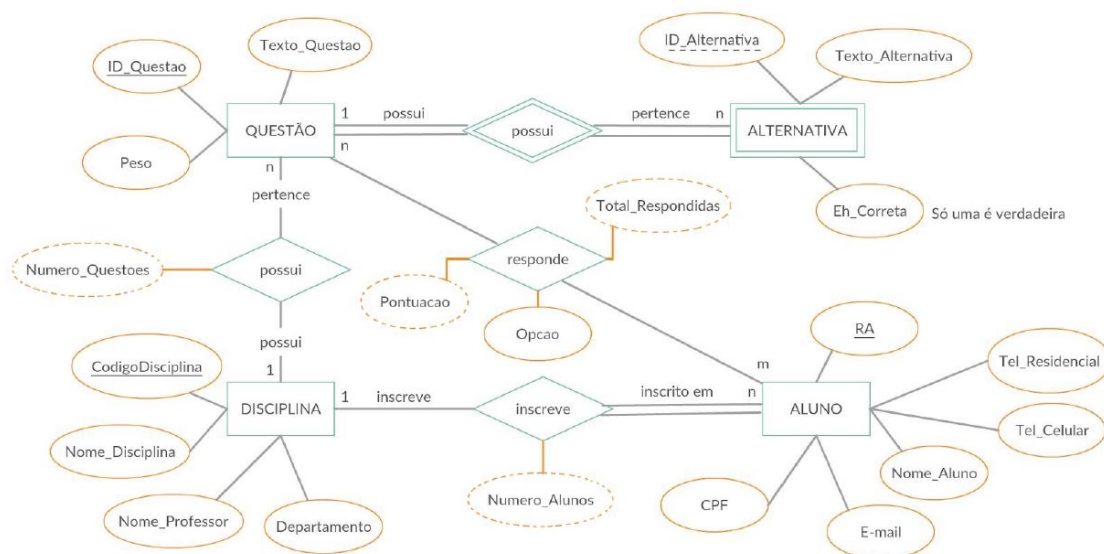 Texto_Questao
ID_Questao
Peso
QUESTÃO
1
possui
possui
pertence
n
ALTERNATIVA
ID_Alternativa
Texto_Alternativa
Eh_Correta
Só uma é verdadeira
n
n
pertence
Numero_Questoes
possui
possui
1
Total_Respondidas
responde
Pontuacao
Opcao
m
CodigoDisciplina
DISCIPLINA
Nome_Disciplina
Nome_Professor
Departamento
1
inscreve
inscreve
inscrito em
n
Numero_Alunos
ALUNO
RA
Tel_Residencial
Tel_Celular
Nome_Aluno
E-mail
CPF